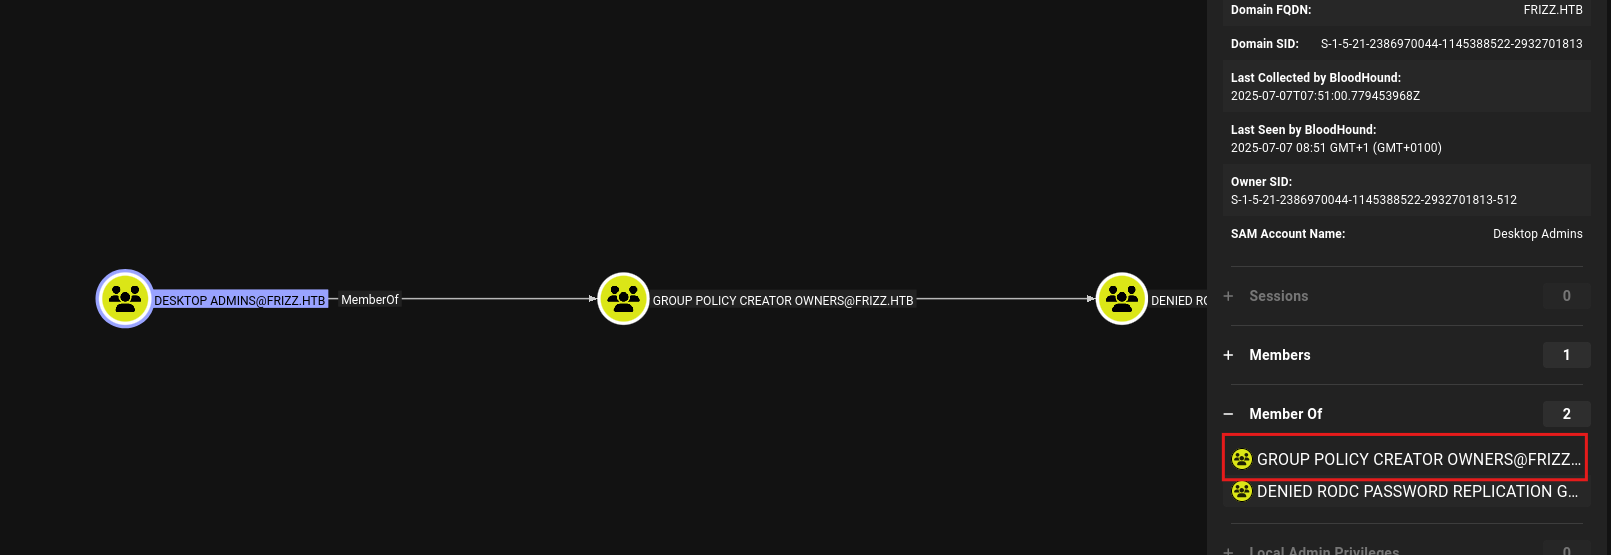 DESKTOP ADMINS@FRIZZ.HTB
MemberOf
GROUP POLICY CREATOR OWNERS@FRIZZ.HTB
DENIED RO
Domain FQDN: FRIZZ.HTB
Domain SID: S-1-5-21-2386970044-1145388522-2932701813
Last Collected by BloodHound:
2025-07-07T07:51:00.779453968Z
Last Seen by BloodHound:
2025-07-07 08:51 GMT+1 (GMT+0100)
Owner SID:
S-1-5-21-2386970044-1145388522-2932701813-512
SAM Account Name: Desktop Admins
+ Sessions 0
+ Members 1
− Member Of 2
GROUP POLICY CREATOR OWNERS@FRIZZ...
DENIED RODC PASSWORD REPLICATION G...
+ Local Admin Privileges 0